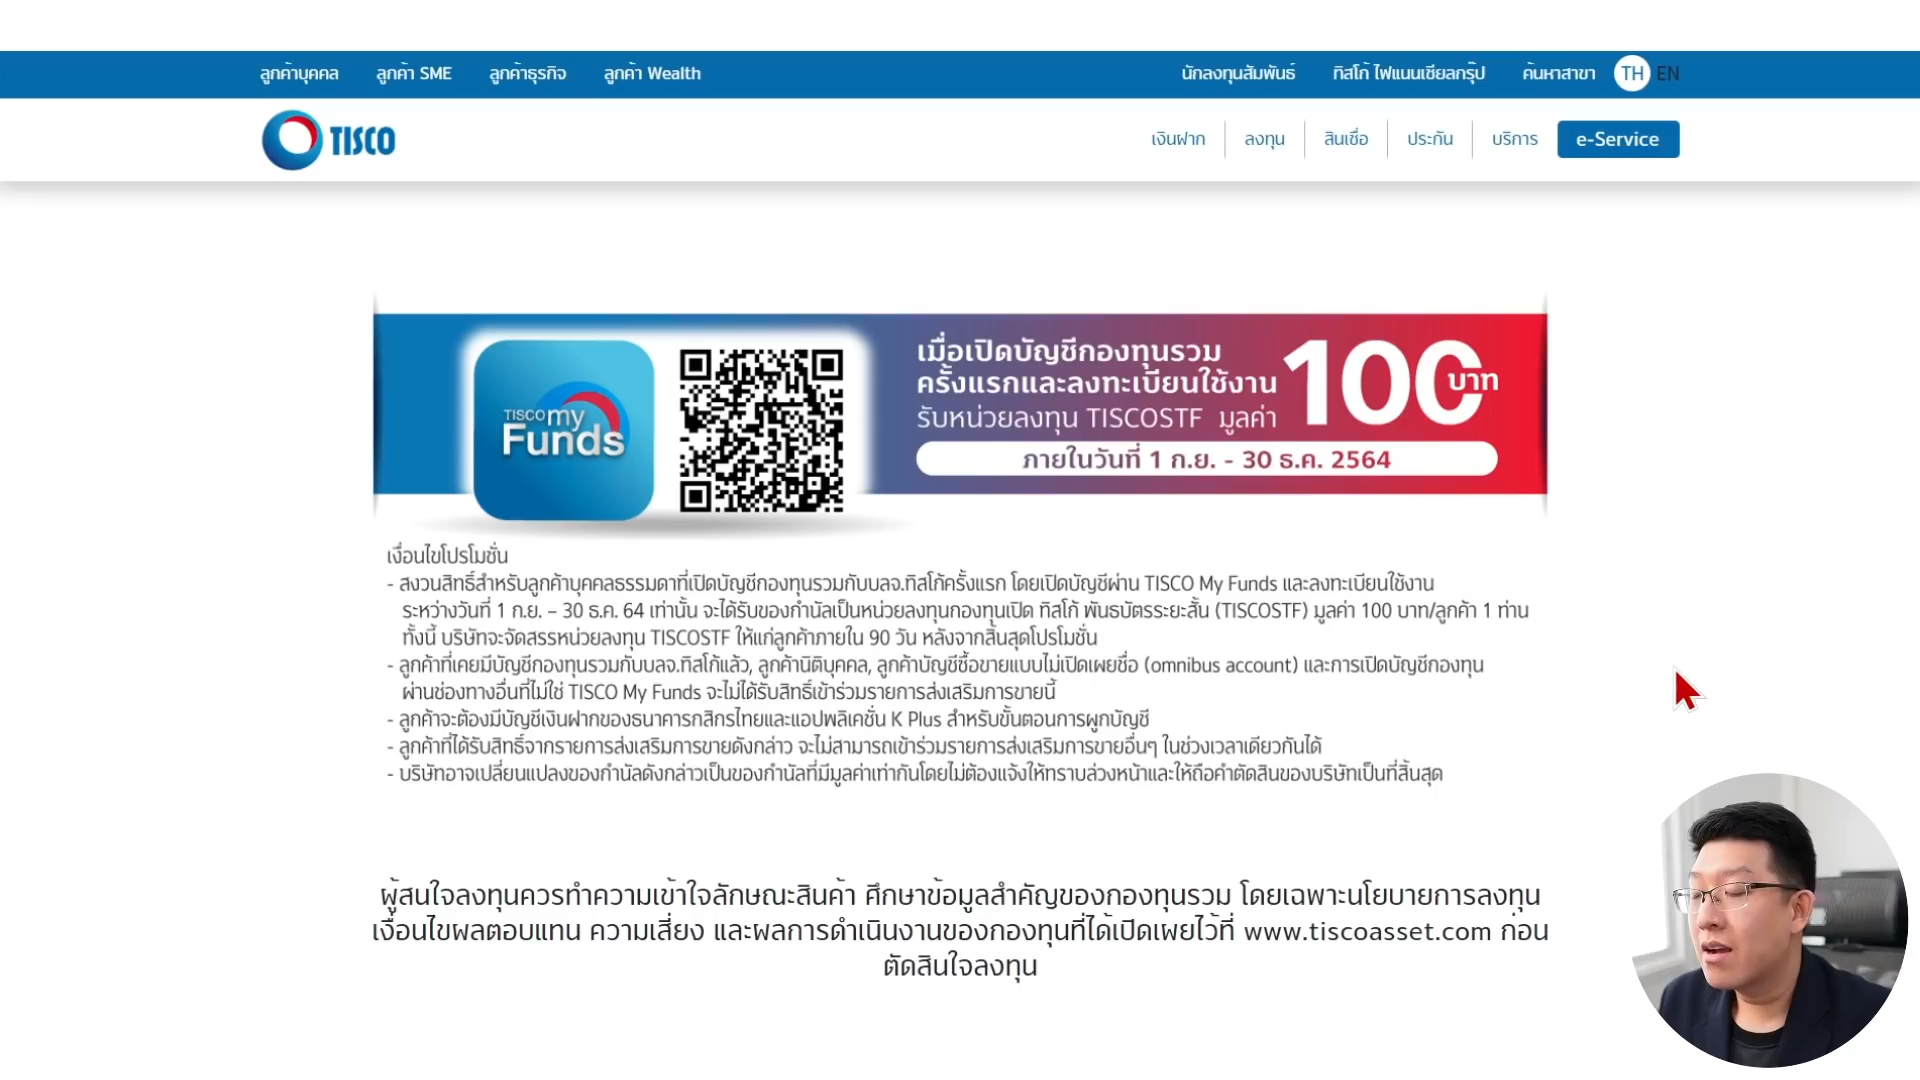 ลูกค้าบุคคล ลูกค้า SME ลูกค้าธุรกิจ ลูกค้า Wealth นักลงทุนสัมพันธ์ ทิสโก้ ไฟแนนเชียลกรุ๊ป ค้นหาสาขา TH EN
TISCO เงินฝาก ลงทุน สินเชื่อ ประกัน บริการ e-Service
TISCO my
Funds
เมื่อเปิดบัญชีกองทุนรวม
ครั้งแรกและลงทะเบียนใช้งาน
รับหน่วยลงทุน TISCOSTF มูลค่า
100 บาท
ภายในวันที่ 1 ก.ย. - 30 ธ.ค. 2564
เงื่อนไขโปรโมชั่น
- สงวนสิทธิ์สำหรับลูกค้าบุคคลธรรมดาที่เปิดบัญชีกองทุนรวมกับบลจ.ทิสโก้ครั้งแรก โดยเปิดบัญชีผ่าน TISCO My Funds และลงทะเบียนใช้งาน
ระหว่างวันที่ 1 ก.ย. – 30 ธ.ค. 64 เท่านั้น จะได้รับของกำนัลเป็นหน่วยลงทุนกองทุนเปิด ทิสโก้ พันธบัตรระยะสั้น (TISCOSTF) มูลค่า 100 บาท/ลูกค้า 1 ท่าน
ทั้งนี้ บริษัทจะจัดสรรหน่วยลงทุน TISCOSTF ให้แก่ลูกค้าภายใน 90 วัน หลังจากสิ้นสุดโปรโมชั่น
- ลูกค้าที่เคยมีบัญชีกองทุนรวมกับบลจ.ทิสโก้แล้ว, ลูกค้านิติบุคคล, ลูกค้าบัญชีซื้อขายแบบไม่เปิดเผยชื่อ (omnibus account) และการเปิดบัญชีกองทุน
ผ่านช่องทางอื่นที่ไม่ใช่ TISCO My Funds จะไม่ได้รับสิทธิ์เข้าร่วมรายการส่งเสริมการขายนี้
- ลูกค้าจะต้องมีบัญชีเงินฝากของธนาคารกสิกรไทยและแอปพลิเคชั่น K Plus สำหรับขั้นตอนการผูกบัญชี
- ลูกค้าที่ได้รับสิทธิ์จากรายการส่งเสริมการขายดังกล่าว จะไม่สามารถเข้าร่วมรายการส่งเสริมการขายอื่นๆ ในช่วงเวลาเดียวกันได้
- บริษัทอาจเปลี่ยนแปลงของกำนัลดังกล่าวเป็นของกำนัลที่มีมูลค่าเท่ากันโดยไม่ต้องแจ้งให้ทราบล่วงหน้าและให้ถือคำตัดสินของบริษัทเป็นที่สิ้นสุด
ผู้สนใจลงทุนควรทำความเข้าใจลักษณะสินค้า ศึกษาข้อมูลสำคัญของกองทุนรวม โดยเฉพาะนโยบายการลงทุน
เงื่อนไขผลตอบแทน ความเสี่ยง และผลการดำเนินงานของกองทุนที่ได้เปิดเผยไว้ที่ www.tiscoasset.com ก่อน
ตัดสินใจลงทุน